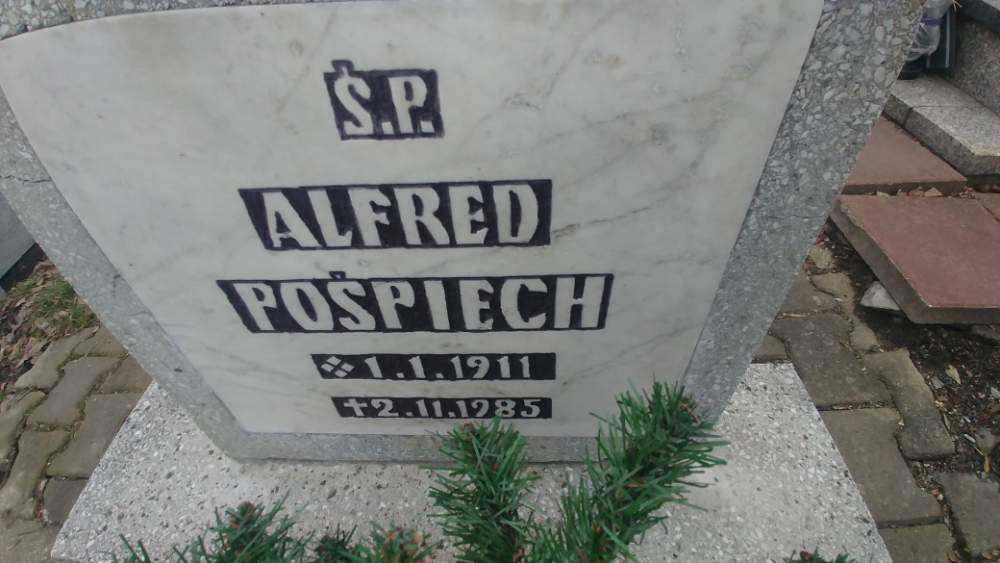 Ś.P.
ALFRED
POŚPIECH
1.1.1911
✝2.11.1985